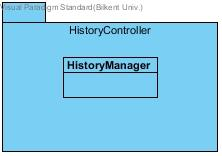 Visual Paradigm Standard(Bilkent Univ.)
HistoryController
HistoryManager